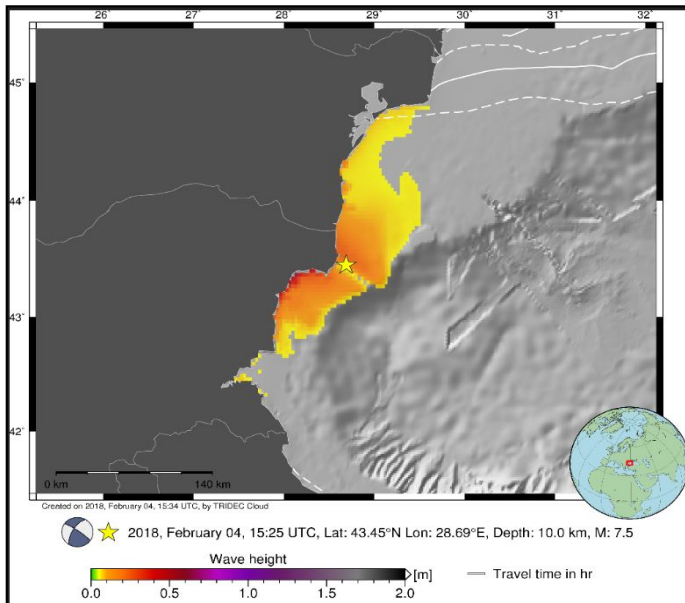 26° 27° 28° 29° 30° 31° 32°
45°
44°
43°
42°
0 km 140 km
Created on 2018, February 04, 15:34 UTC, by TRIDEC Cloud
2018, February 04, 15:25 UTC, Lat: 43.45°N Lon: 28.69°E, Depth: 10.0 km, M: 7.5
Wave height
[m] Travel time in hr
0.0 0.5 1.0 1.5 2.0